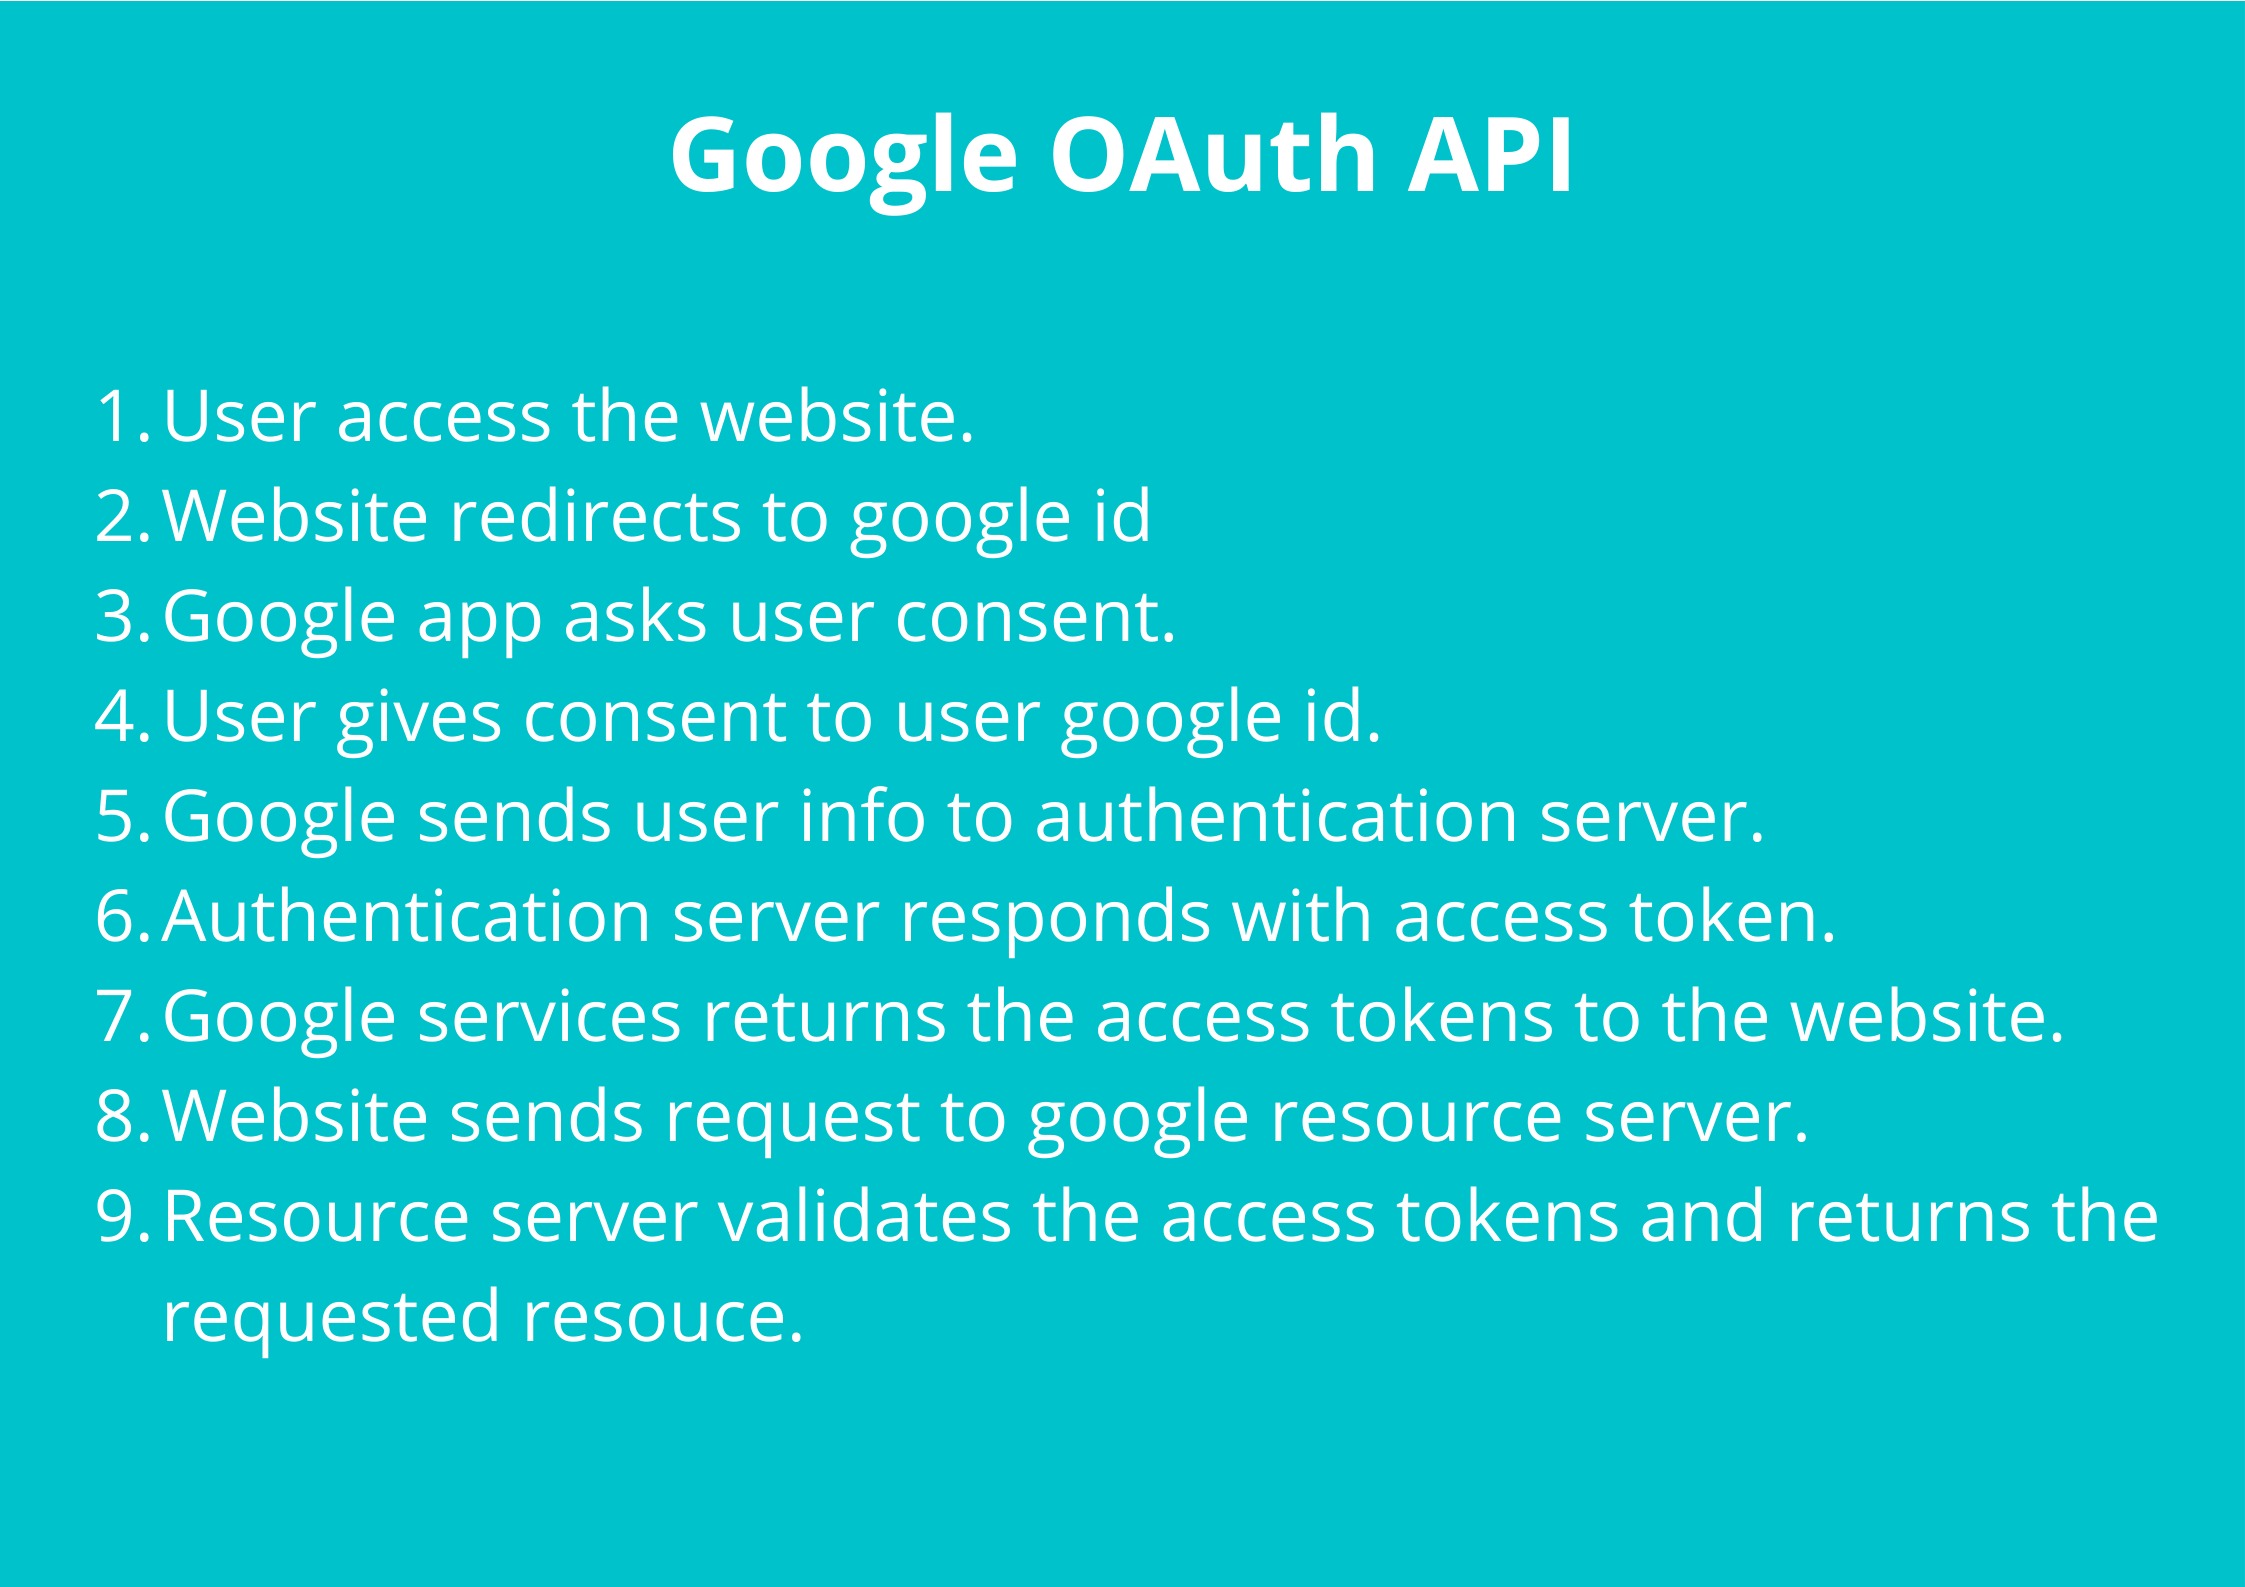 Google OAuth API
1. User access the website.
2. Website redirects to google id
3. Google app asks user consent.
4. User gives consent to user google id.
5. Google sends user info to authentication server.
6. Authentication server responds with access token.
7. Google services returns the access tokens to the website.
8. Website sends request to google resource server.
9. Resource server validates the access tokens and returns the
requested resouce.